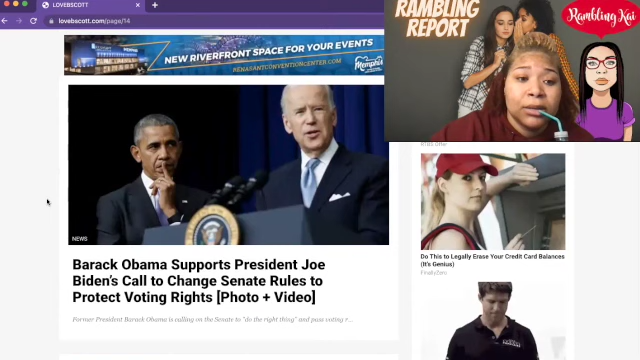 LOVEBSCOTT
lovebscott.com/page/14
NEW RIVERFRONT SPACE FOR YOUR EVENTS
RENASANTCONVENTIONCENTER.COM
Memphis
RAMBLING
REPORT
Rambling Kai
NEWS
Barack Obama Supports President Joe
Biden's Call to Change Senate Rules to
Protect Voting Rights [Photo + Video]
Former President Barack Obama is calling on the Senate to "do the right thing" and pass voting r...
Do This to Legally Erase Your Credit Card Balances
(It's Genius)
FinallyZero